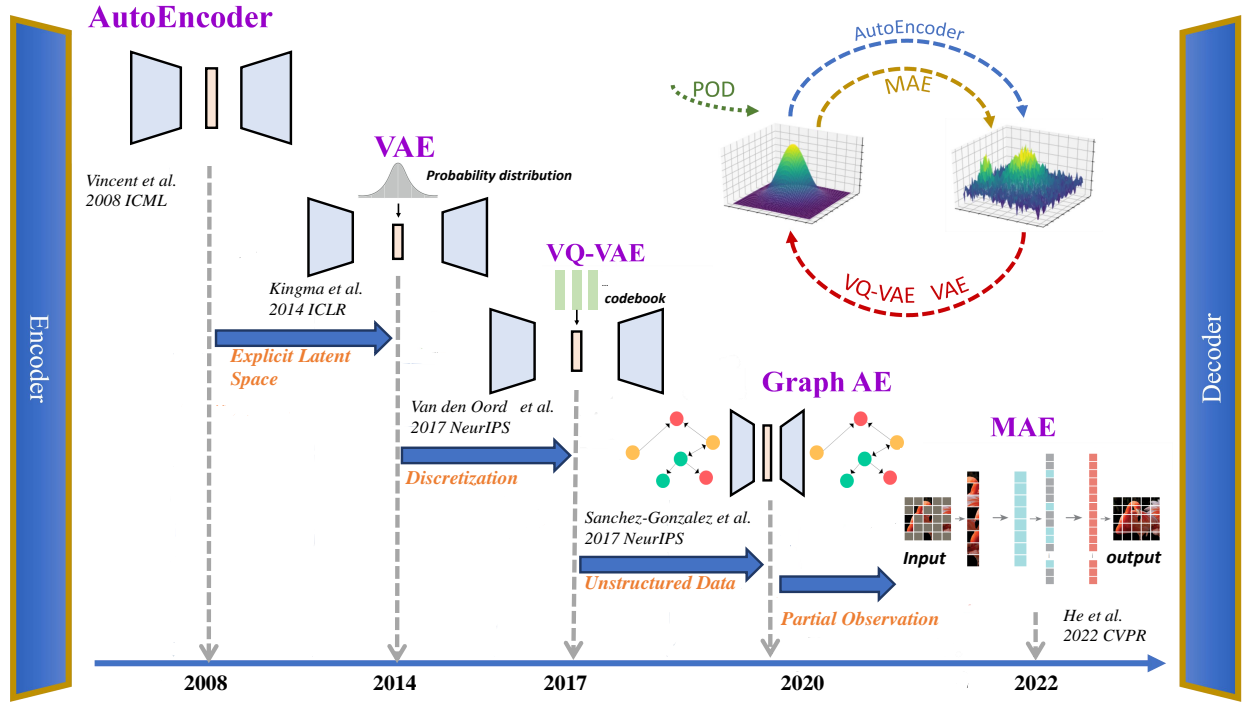 AutoEncoder
Vincent et al.
2008 ICML
VAE
Probability distribution
Kingma et al.
2014 ICLR
Explicit Latent
Space
VQ-VAE
...
codebook
Van den Oord et al.
2017 NeurIPS
Discretization
Graph AE
Sanchez-Gonzalez et al.
2017 NeurIPS
Unstructured Data
Partial Observation
MAE
Input
output
He et al.
2022 CVPR
AutoEncoder
MAE
POD
VQ-VAE VAE
Encoder
Decoder
2008
2014
2017
2020
2022